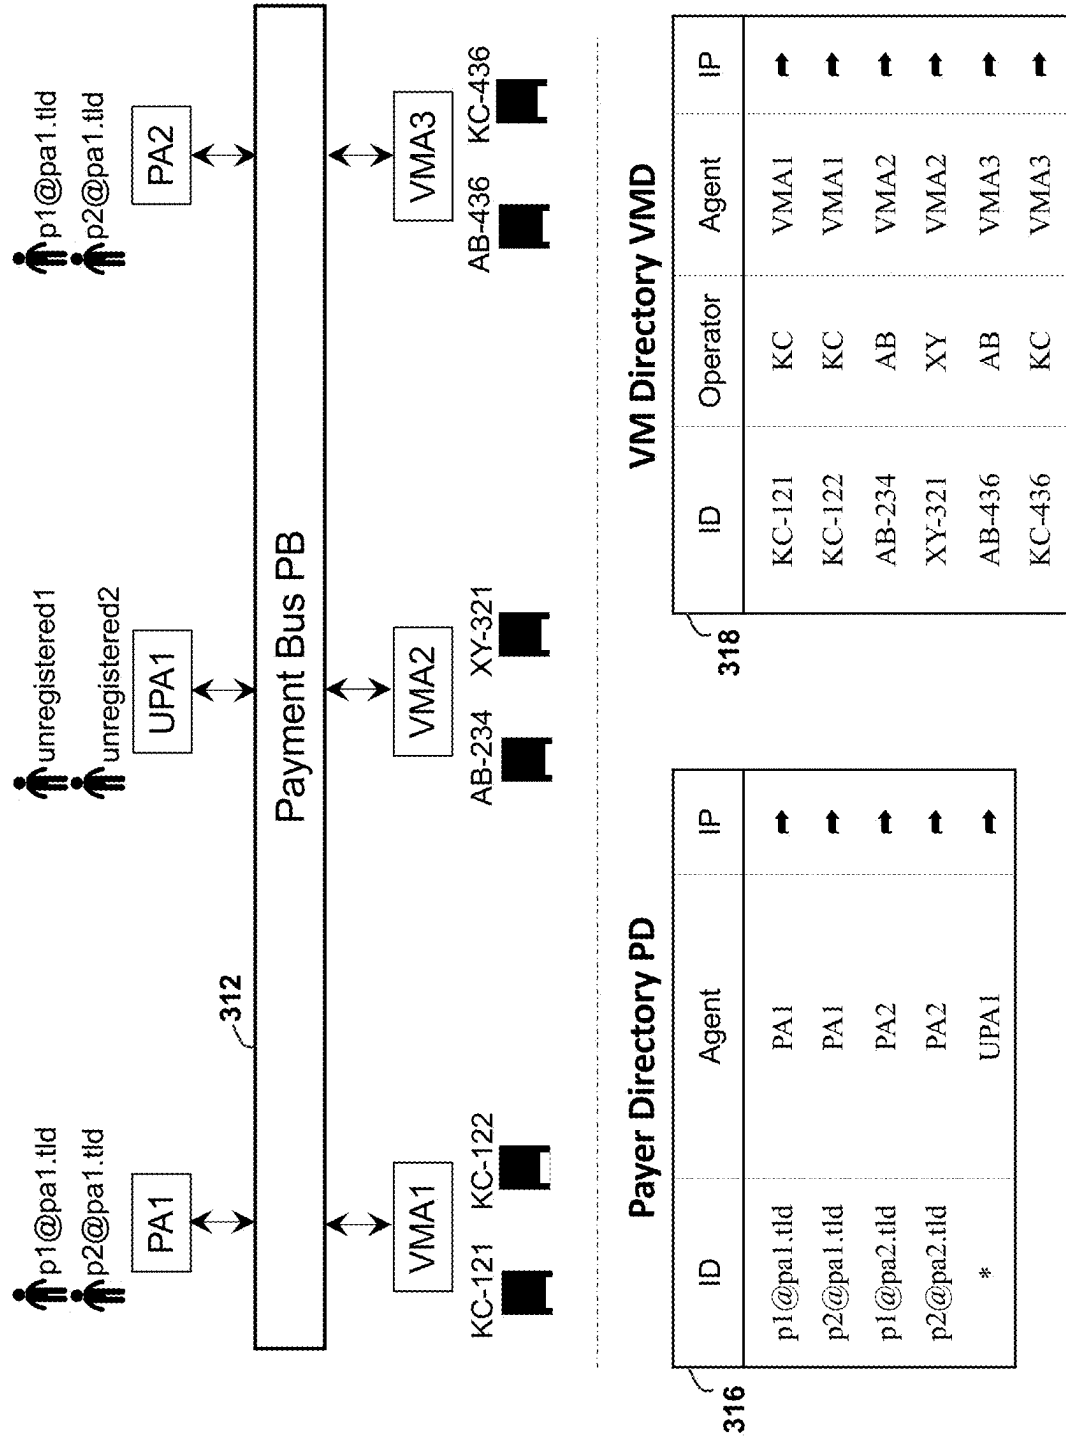 p1@pa1.tld
p2@pa1.tld
PA1
unregistered1
unregistered2
UPA1
p1@pa1.tld
p2@pa1.tld
PA2
312
Payment Bus PB
VMA1
KC-121 KC-122
VMA2
AB-234 XY-321
VMA3
AB-436 KC-436
Payer Directory PD
316
ID Agent IP
p1@pa1.tld PA1
p2@pa1.tld PA1
p1@pa2.tld PA2
p2@pa2.tld PA2
* UPA1
VM Directory VMD
318
ID Operator Agent IP
KC-121 KC VMA1
KC-122 KC VMA1
AB-234 AB VMA2
XY-321 XY VMA2
AB-436 AB VMA3
KC-436 KC VMA3